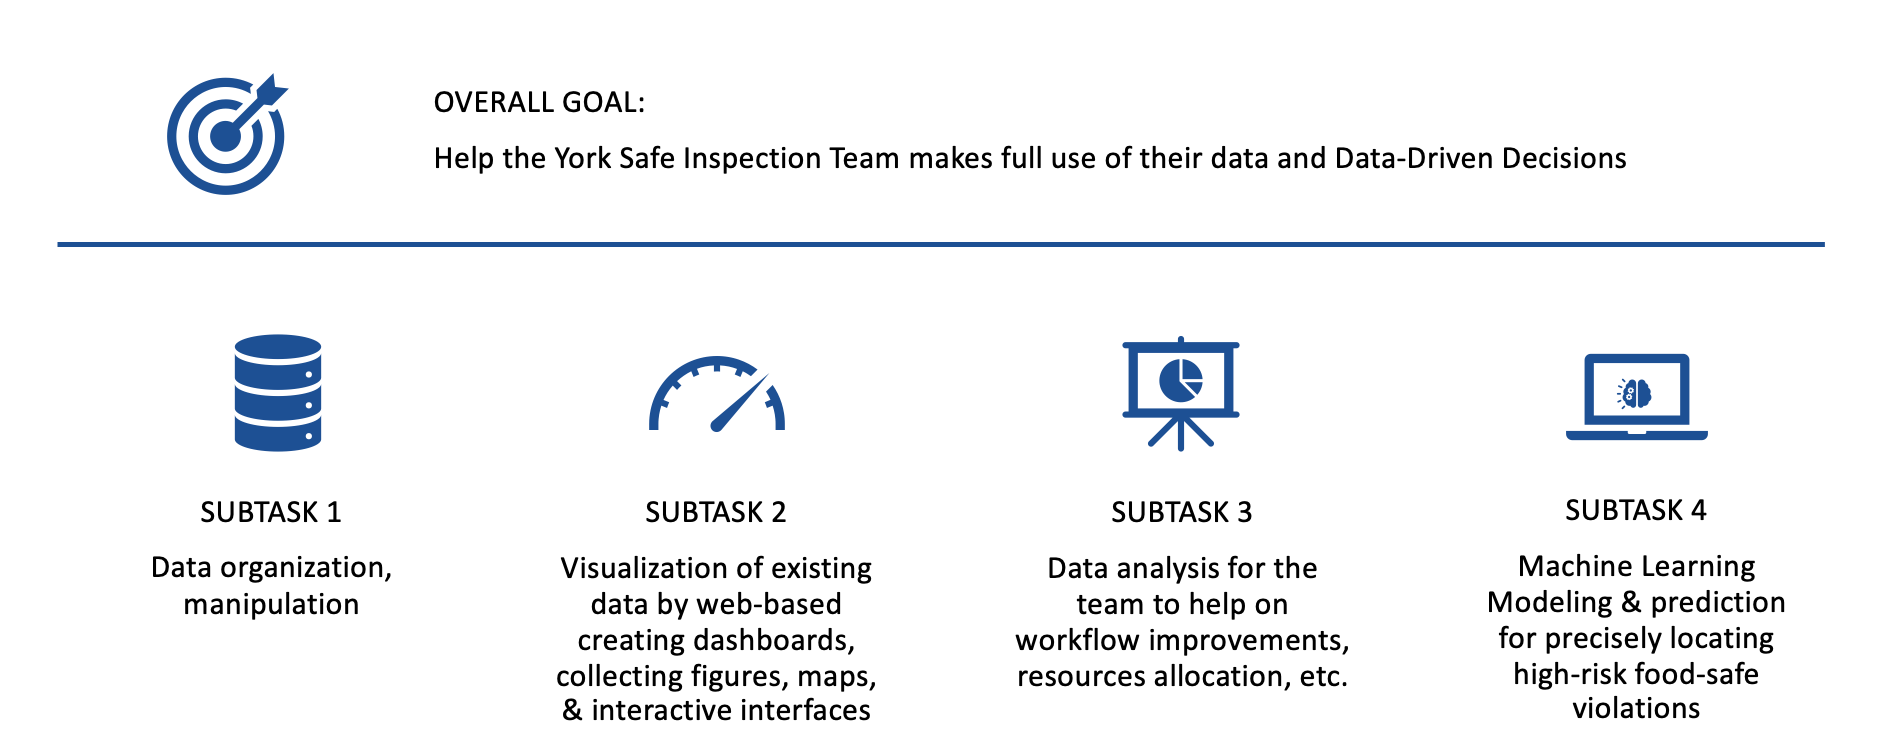 OVERALL GOAL:
Help the York Safe Inspection Team makes full use of their data and Data-Driven Decisions
SUBTASK 1
Data organization,
manipulation
SUBTASK 2
Visualization of existing
data by web-based
creating dashboards,
collecting figures, maps,
& interactive interfaces
SUBTASK 3
Data analysis for the
team to help on
workflow improvements,
resources allocation, etc.
SUBTASK 4
Machine Learning
Modeling & prediction
for precisely locating
high-risk food-safe
violations